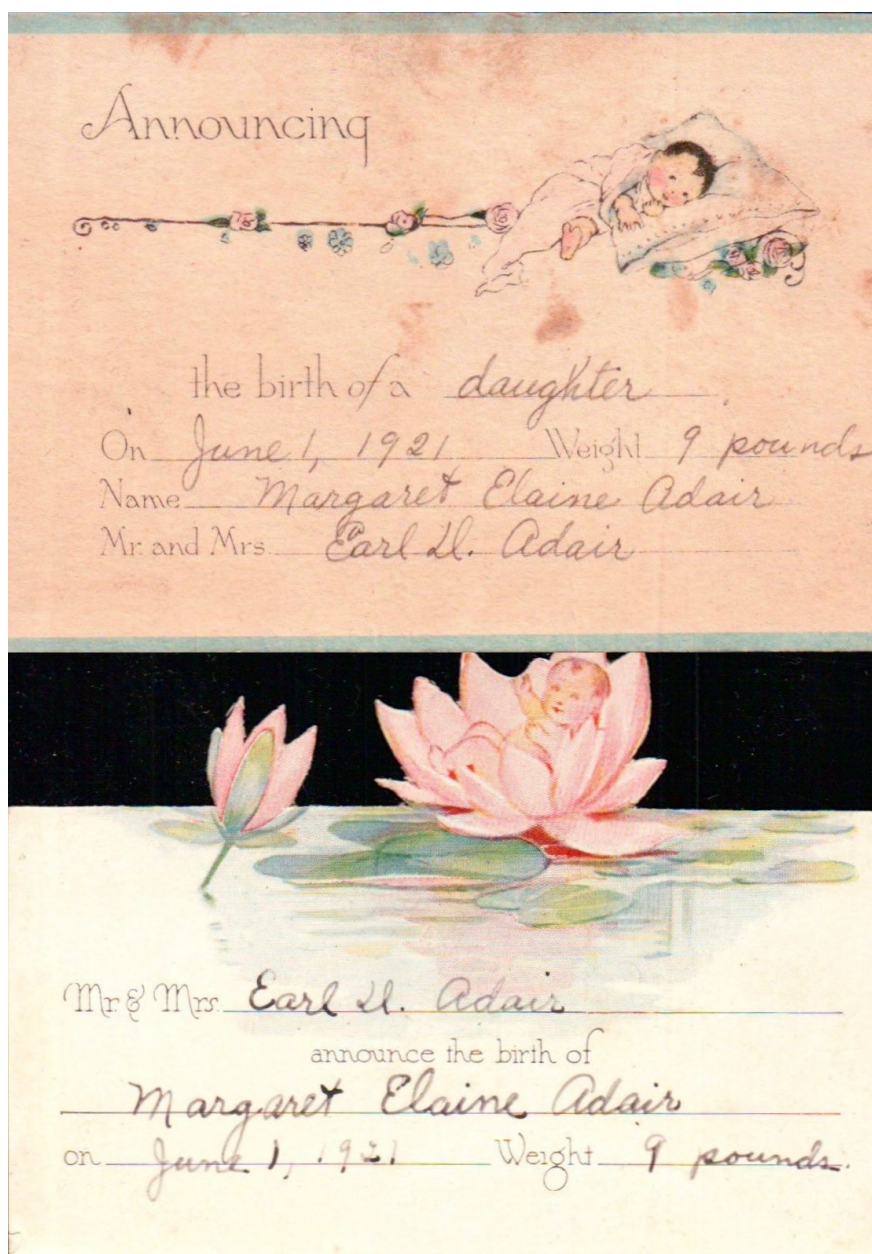 Announcing
the birth of a daughter
On June 1, 1921 Weight 9 pounds
Name Margaret Elaine Adair
Mr. and Mrs. Earl D. Adair
Mr. & Mrs. Earl D. Adair
announce the birth of
Margaret Elaine Adair
on June 1, 1921 Weight 9 pounds.